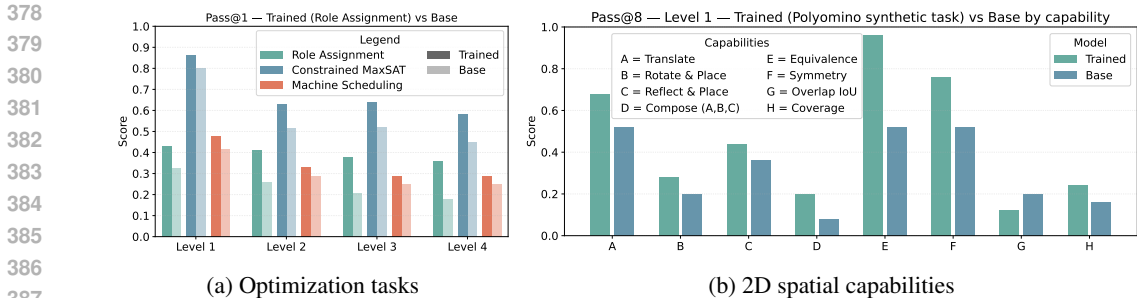 378
379
380
381
382
383
384
385
386
Pass@1 — Trained (Role Assignment) vs Base
Score
1.0
0.9
0.8
0.7
0.6
0.5
0.4
0.3
0.2
0.1
0.0
Legend
Role Assignment
Constrained MaxSAT
Machine Scheduling
Trained
Base
Level 1 Level 2 Level 3 Level 4
(a) Optimization tasks
Pass@8 — Level 1 — Trained (Polyomino synthetic task) vs Base by capability
Score
1.0
0.8
0.6
0.4
0.2
0.0
Capabilities
A = Translate E = Equivalence
B = Rotate & Place F = Symmetry
C = Reflect & Place G = Overlap IoU
D = Compose (A,B,C) H = Coverage
Model
Trained
Base
A B C D E F G H
(b) 2D spatial capabilities